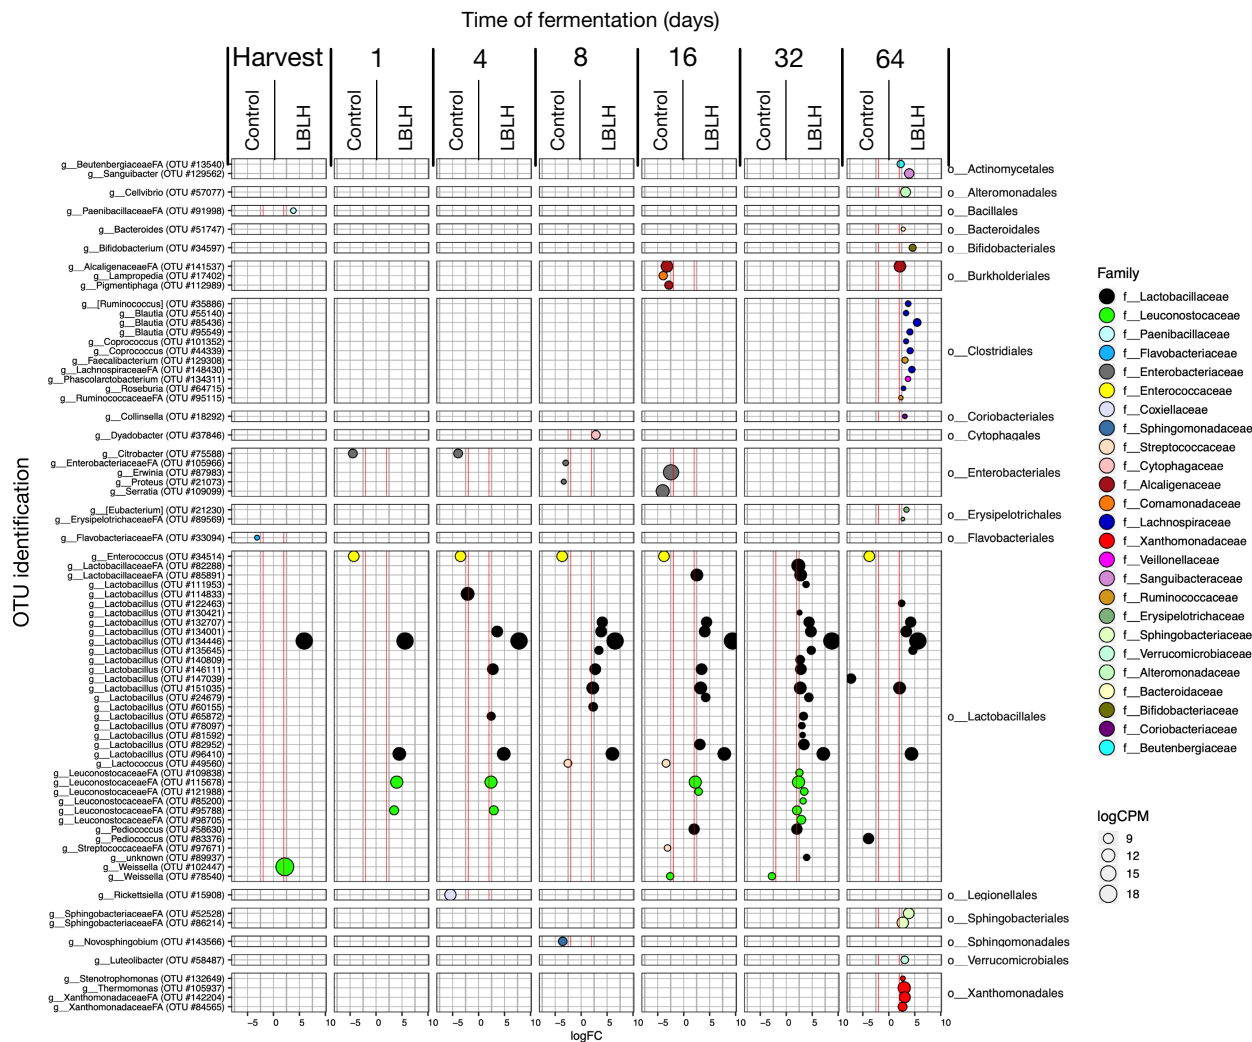 Time of fermentation (days)
Harvest 1 4 8 16 32 64
Control LBLH Control LBLH Control LBLH Control LBLH Control LBLH Control LBLH Control LBLH
OTU identification
g__BeutenbergiaceaeFA (OTU #13540)
g__Sanguibacter (OTU #129562)
o__Actinomycetales
g__Cellvibrio (OTU #57077)
o__Alteromonadales
g__PaenibacillaceaeFA (OTU #91998)
o__Bacillales
g__Bacteroides (OTU #51747)
o__Bacteroidales
g__Bifidobacterium (OTU #34597)
o__Bifidobacteriales
g__AlcaligenaceaeFA (OTU #141537)
g__Lampropedia (OTU #17402)
g__Pigmentiphaga (OTU #112989)
o__Burkholderiales
g__[Ruminococcus] (OTU #35886)
g__Blautia (OTU #55140)
g__Blautia (OTU #85436)
g__Blautia (OTU #95549)
g__Coprococcus (OTU #101352)
g__Coprococcus (OTU #44339)
g__Faecalibacterium (OTU #129308)
g__LachnospiraceaeFA (OTU #148430)
g__Phascolarctobacterium (OTU #134311)
g__Roseburia (OTU #64715)
g__RuminococcaceaeFA (OTU #95115)
o__Clostridiales
g__Collinsella (OTU #18292)
o__Coriobacteriales
g__Dyadobacter (OTU #37846)
o__Cytophagales
g__Citrobacter (OTU #75588)
g__EnterobacteriaceaeFA (OTU #105966)
g__Erwinia (OTU #87983)
g__Proteus (OTU #21073)
g__Serratia (OTU #109099)
o__Enterobacteriales
g__[Eubacterium] (OTU #21230)
g__ErysipelotrichaceaeFA (OTU #89569)
o__Erysipelotrichales
g__FlavobacteriaceaeFA (OTU #33094)
o__Flavobacteriales
g__Enterococcus (OTU #34514)
g__LactobacillaceaeFA (OTU #82288)
g__LactobacillaceaeFA (OTU #85891)
g__Lactobacillus (OTU #111953)
g__Lactobacillus (OTU #114833)
g__Lactobacillus (OTU #122463)
g__Lactobacillus (OTU #130421)
g__Lactobacillus (OTU #132707)
g__Lactobacillus (OTU #134001)
g__Lactobacillus (OTU #134446)
g__Lactobacillus (OTU #135645)
g__Lactobacillus (OTU #140809)
g__Lactobacillus (OTU #146111)
g__Lactobacillus (OTU #147039)
g__Lactobacillus (OTU #151035)
g__Lactobacillus (OTU #24679)
g__Lactobacillus (OTU #60155)
g__Lactobacillus (OTU #65872)
g__Lactobacillus (OTU #78097)
g__Lactobacillus (OTU #81592)
g__Lactobacillus (OTU #82952)
g__Lactobacillus (OTU #96410)
g__Lactococcus (OTU #49560)
g__LeuconostocaceaeFA (OTU #109838)
g__LeuconostocaceaeFA (OTU #115678)
g__LeuconostocaceaeFA (OTU #121988)
g__LeuconostocaceaeFA (OTU #85200)
g__LeuconostocaceaeFA (OTU #95788)
g__LeuconostocaceaeFA (OTU #98705)
g__Pediococcus (OTU #58630)
g__Pediococcus (OTU #83376)
g__StreptococcaceaeFA (OTU #97671)
g__unknown (OTU #89937)
g__Weissella (OTU #102447)
g__Weissella (OTU #78540)
o__Lactobacillales
g__Rickettsiella (OTU #15908)
o__Legionellales
g__SphingobacteriaceaeFA (OTU #52528)
g__SphingobacteriaceaeFA (OTU #86214)
o__Sphingobacteriales
g__Novosphingobium (OTU #143566)
o__Sphingomonadales
g__Luteolibacter (OTU #58487)
o__Verrucomicrobiales
g__Stenotrophomonas (OTU #132649)
g__Thermomonas (OTU #105937)
g__XanthomonadaceaeFA (OTU #142204)
g__XanthomonadaceaeFA (OTU #84565)
o__Xanthomonadales
−5 0 5 10 −5 0 5 10 −5 0 5 10 −5 0 5 10 −5 0 5 10 −5 0 5 10 −5 0 5 10
logFC
Family
f__Lactobacillaceae
f__Leuconostocaceae
f__Paenibacillaceae
f__Flavobacteriaceae
f__Enterobacteriaceae
f__Enterococcaceae
f__Coxiellaceae
f__Sphingomonadaceae
f__Streptococcaceae
f__Cytophagaceae
f__Alcaligenaceae
f__Comamonadaceae
f__Lachnospiraceae
f__Xanthomonadaceae
f__Veillonellaceae
f__Sanguibacteraceae
f__Ruminococcaceae
f__Erysipelotrichaceae
f__Sphingobacteriaceae
f__Verrucomicrobiaceae
f__Alteromonadaceae
f__Bacteroidaceae
f__Bifidobacteriaceae
f__Coriobacteriaceae
f__Beutenbergiaceae
logCPM
9
12
15
18